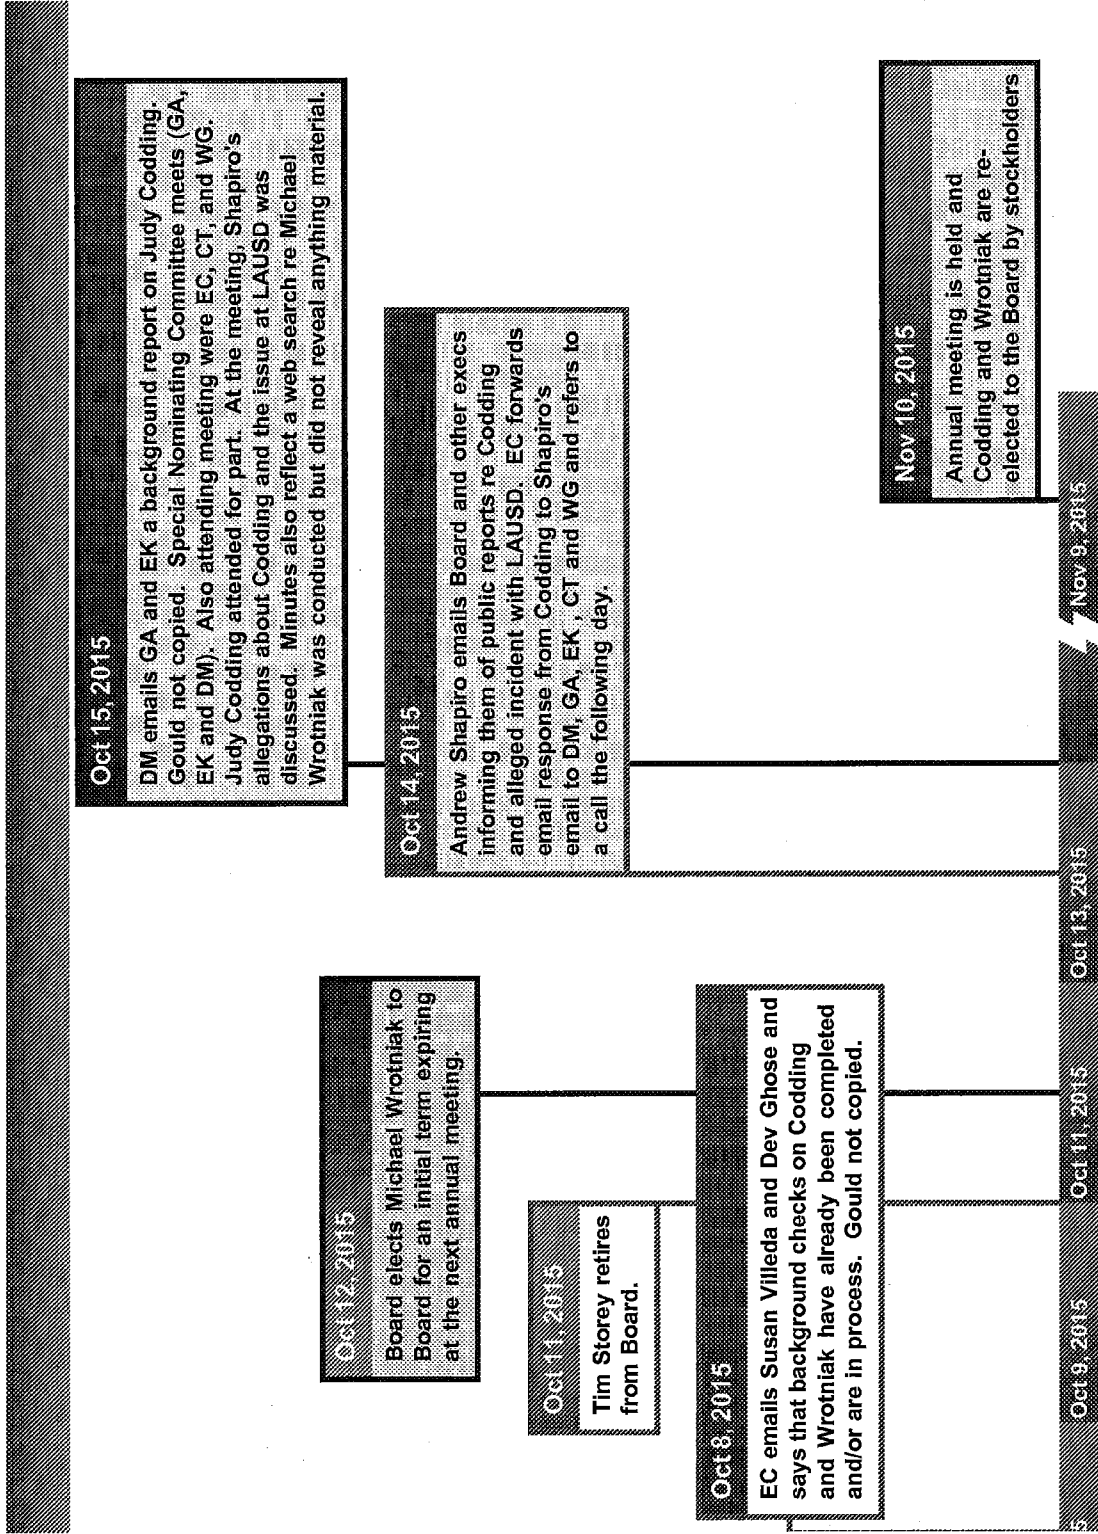 Oct 15, 2015
DM emails GA and EK a background report on Judy Codding.
Gould not copied. Special Nominating Committee meets (GA,
EK and DM). Also attending meeting were EC, CT, and WG.
Judy Codding attended for part. At the meeting, Shapiro's
allegations about Codding and the issue at LAUSD was
discussed. Minutes also reflect a web search re Michael
Wrotniak was conducted but did not reveal anything material.
Oct 14, 2015
Andrew Shapiro emails Board and other execs
informing them of public reports re Codding
and alleged incident with LAUSD. EC forwards
email response from Codding to Shapiro's
email to DM, GA, EK , CT and WG and refers to
a call the following day.
Oct 12, 2015
Board elects Michael Wrotniak to
Board for an initial term expiring
at the next annual meeting.
Oct 11, 2015
Tim Storey retires
from Board.
Oct 8, 2015
EC emails Susan Villeda and Dev Ghose and
says that background checks on Codding
and Wrotniak have already been completed
and/or are in process. Gould not copied.
Nov 10, 2015
Annual meeting is held and
Codding and Wrotniak are re-
elected to the Board by stockholders
5
Oct 9, 2015
Oct 11, 2015
Oct 13, 2015
Nov 9, 2015